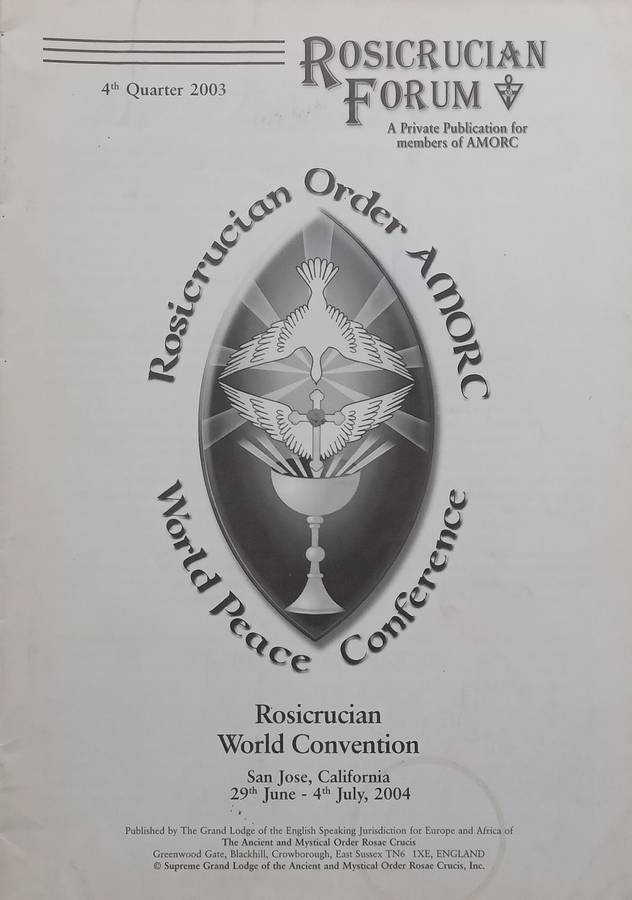 4th Quarter 2003
ROSICRUCIAN
FORUM
A Private Publication for
members of AMORC
Rosicrucian Order AMORC
World Peace Conference
Rosicrucian
World Convention
San Jose, California
29th June - 4th July, 2004
Published by The Grand Lodge of the English Speaking Jurisdiction for Europe and Africa of
The Ancient and Mystical Order Rosae Crucis
Greenwood Gate, Blackhill, Crowborough, East Sussex TN6 1XE, ENGLAND
© Supreme Grand Lodge of the Ancient and Mystical Order Rosae Crucis, Inc.